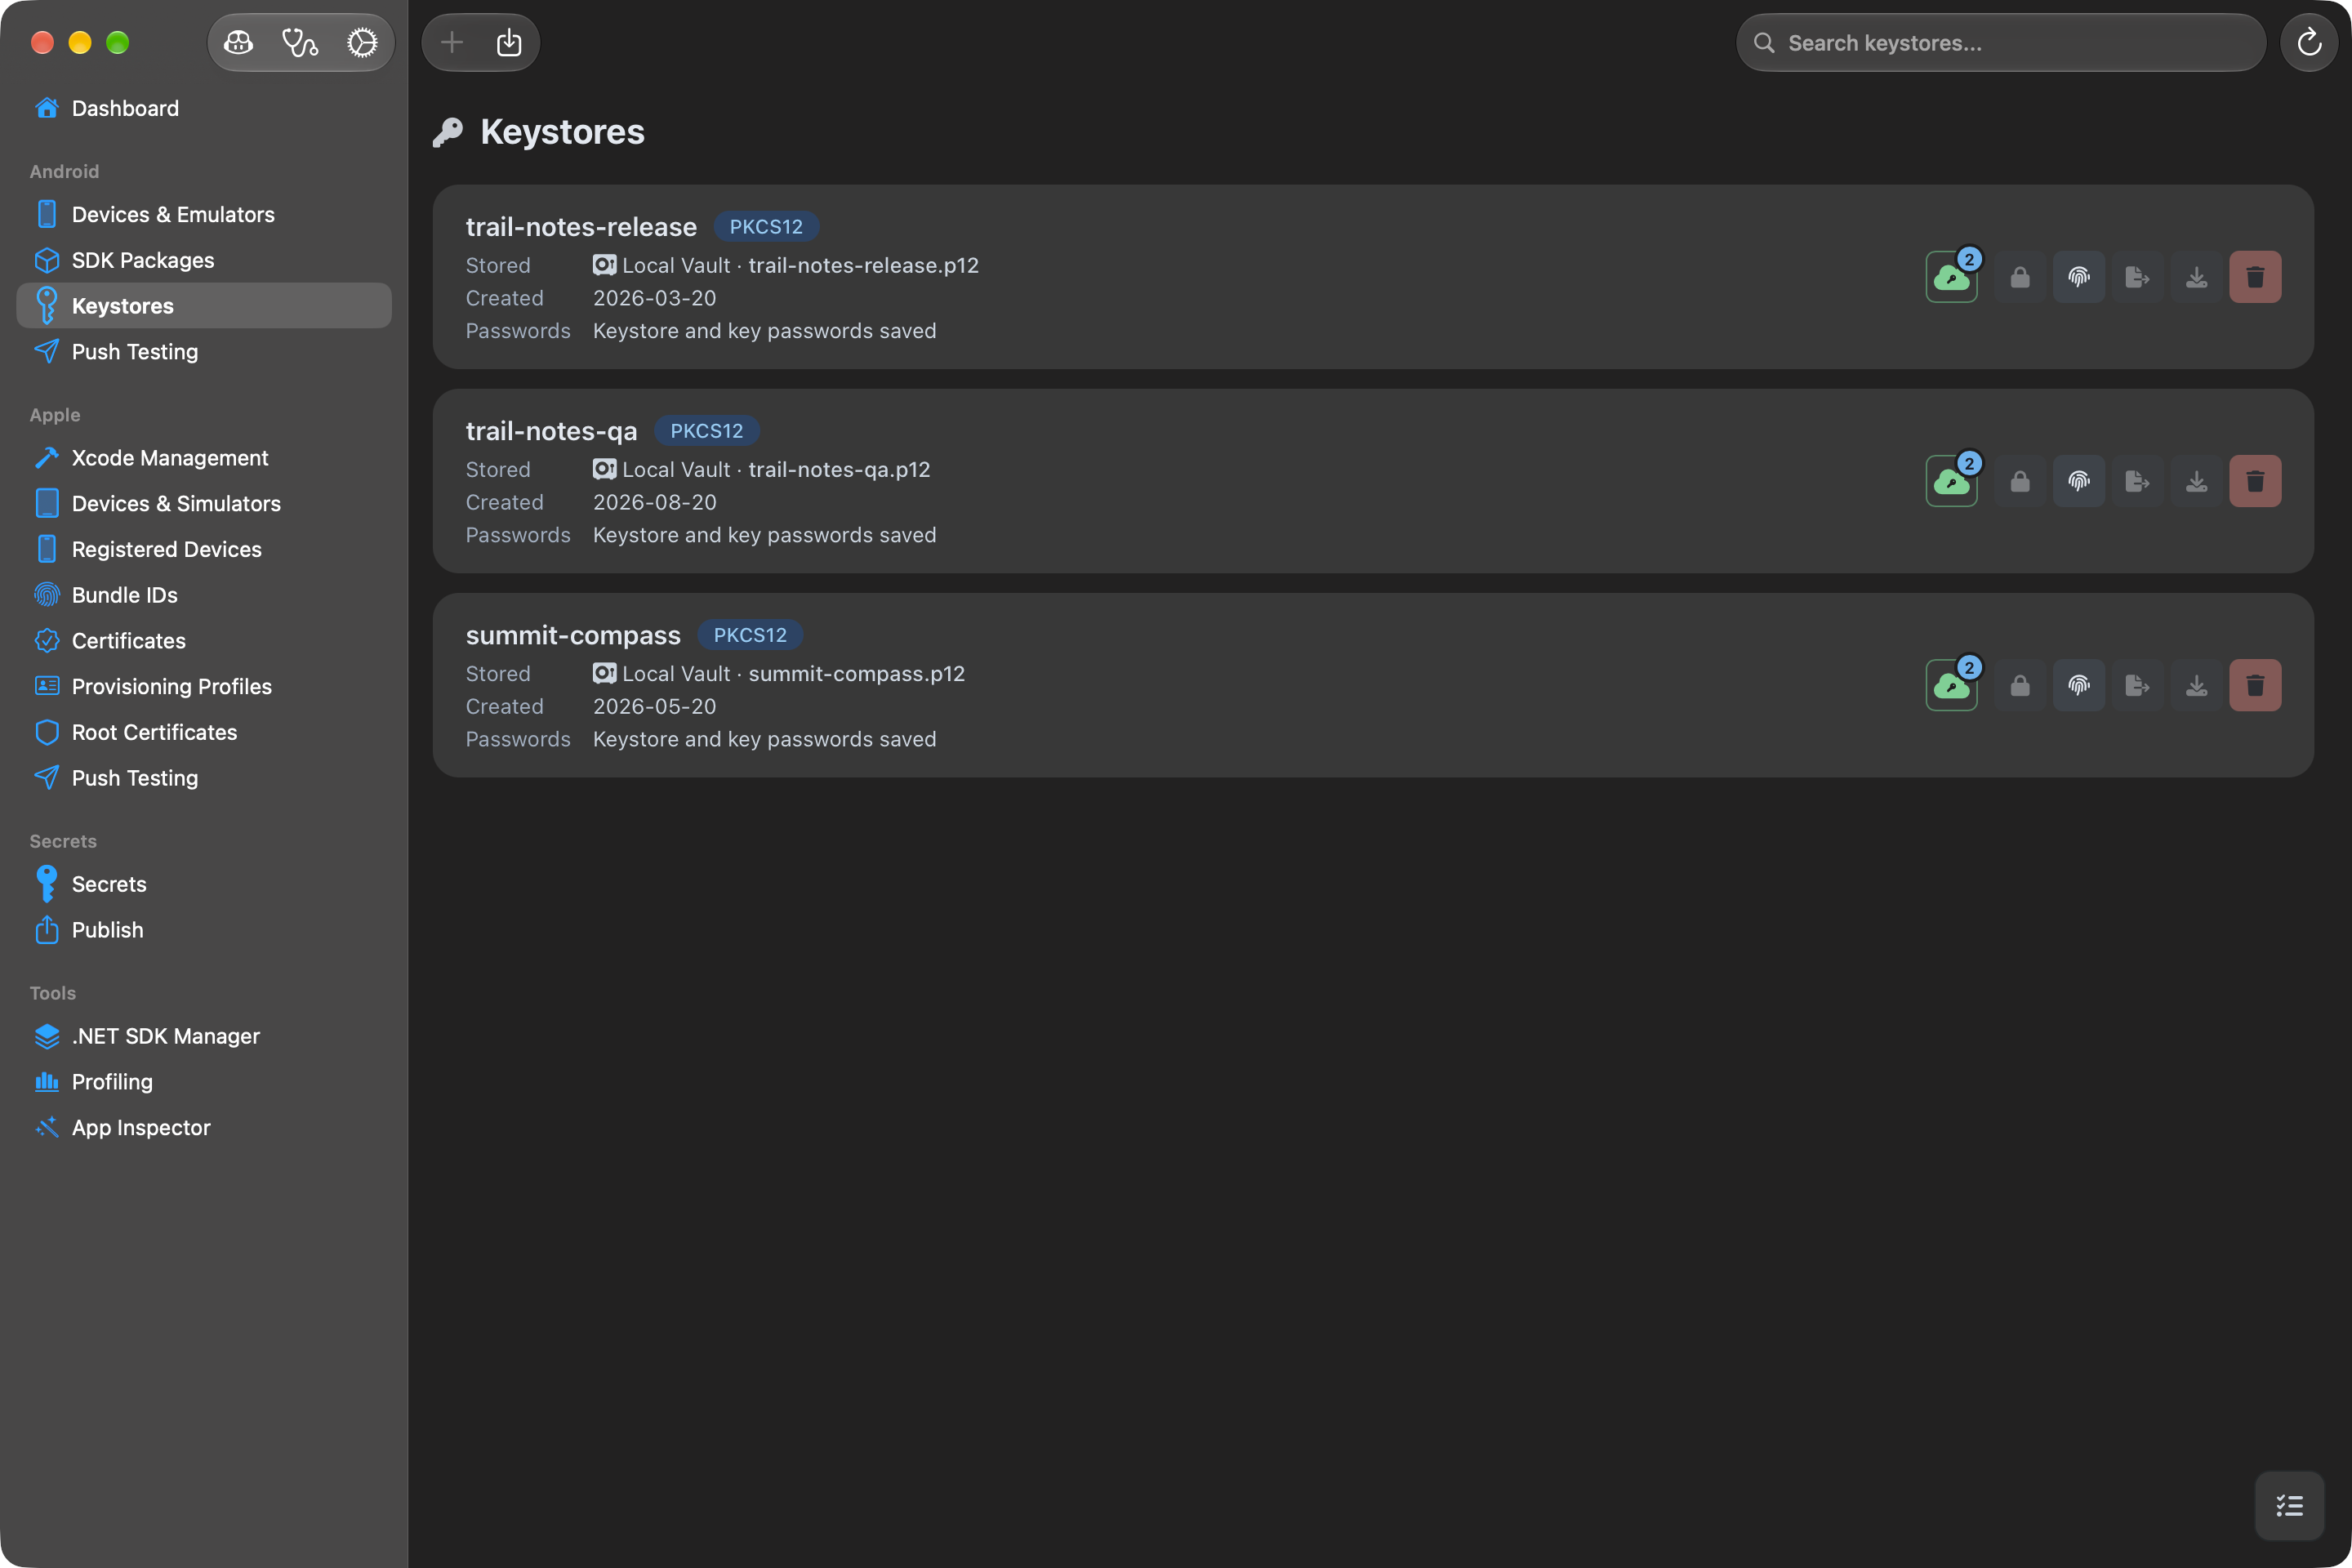 Search keystores...
Dashboard
Android
Devices & Emulators
SDK Packages
Keystores
Push Testing
Apple
Xcode Management
Devices & Simulators
Registered Devices
Bundle IDs
Certificates
Provisioning Profiles
Root Certificates
Push Testing
Secrets
Secrets
Publish
Tools
.NET SDK Manager
Profiling
App Inspector
Keystores
trail-notes-release PKCS12
Stored Local Vault · trail-notes-release.p12
Created 2026-03-20
Passwords Keystore and key passwords saved
2
trail-notes-qa PKCS12
Stored Local Vault · trail-notes-qa.p12
Created 2026-08-20
Passwords Keystore and key passwords saved
2
summit-compass PKCS12
Stored Local Vault · summit-compass.p12
Created 2026-05-20
Passwords Keystore and key passwords saved
2